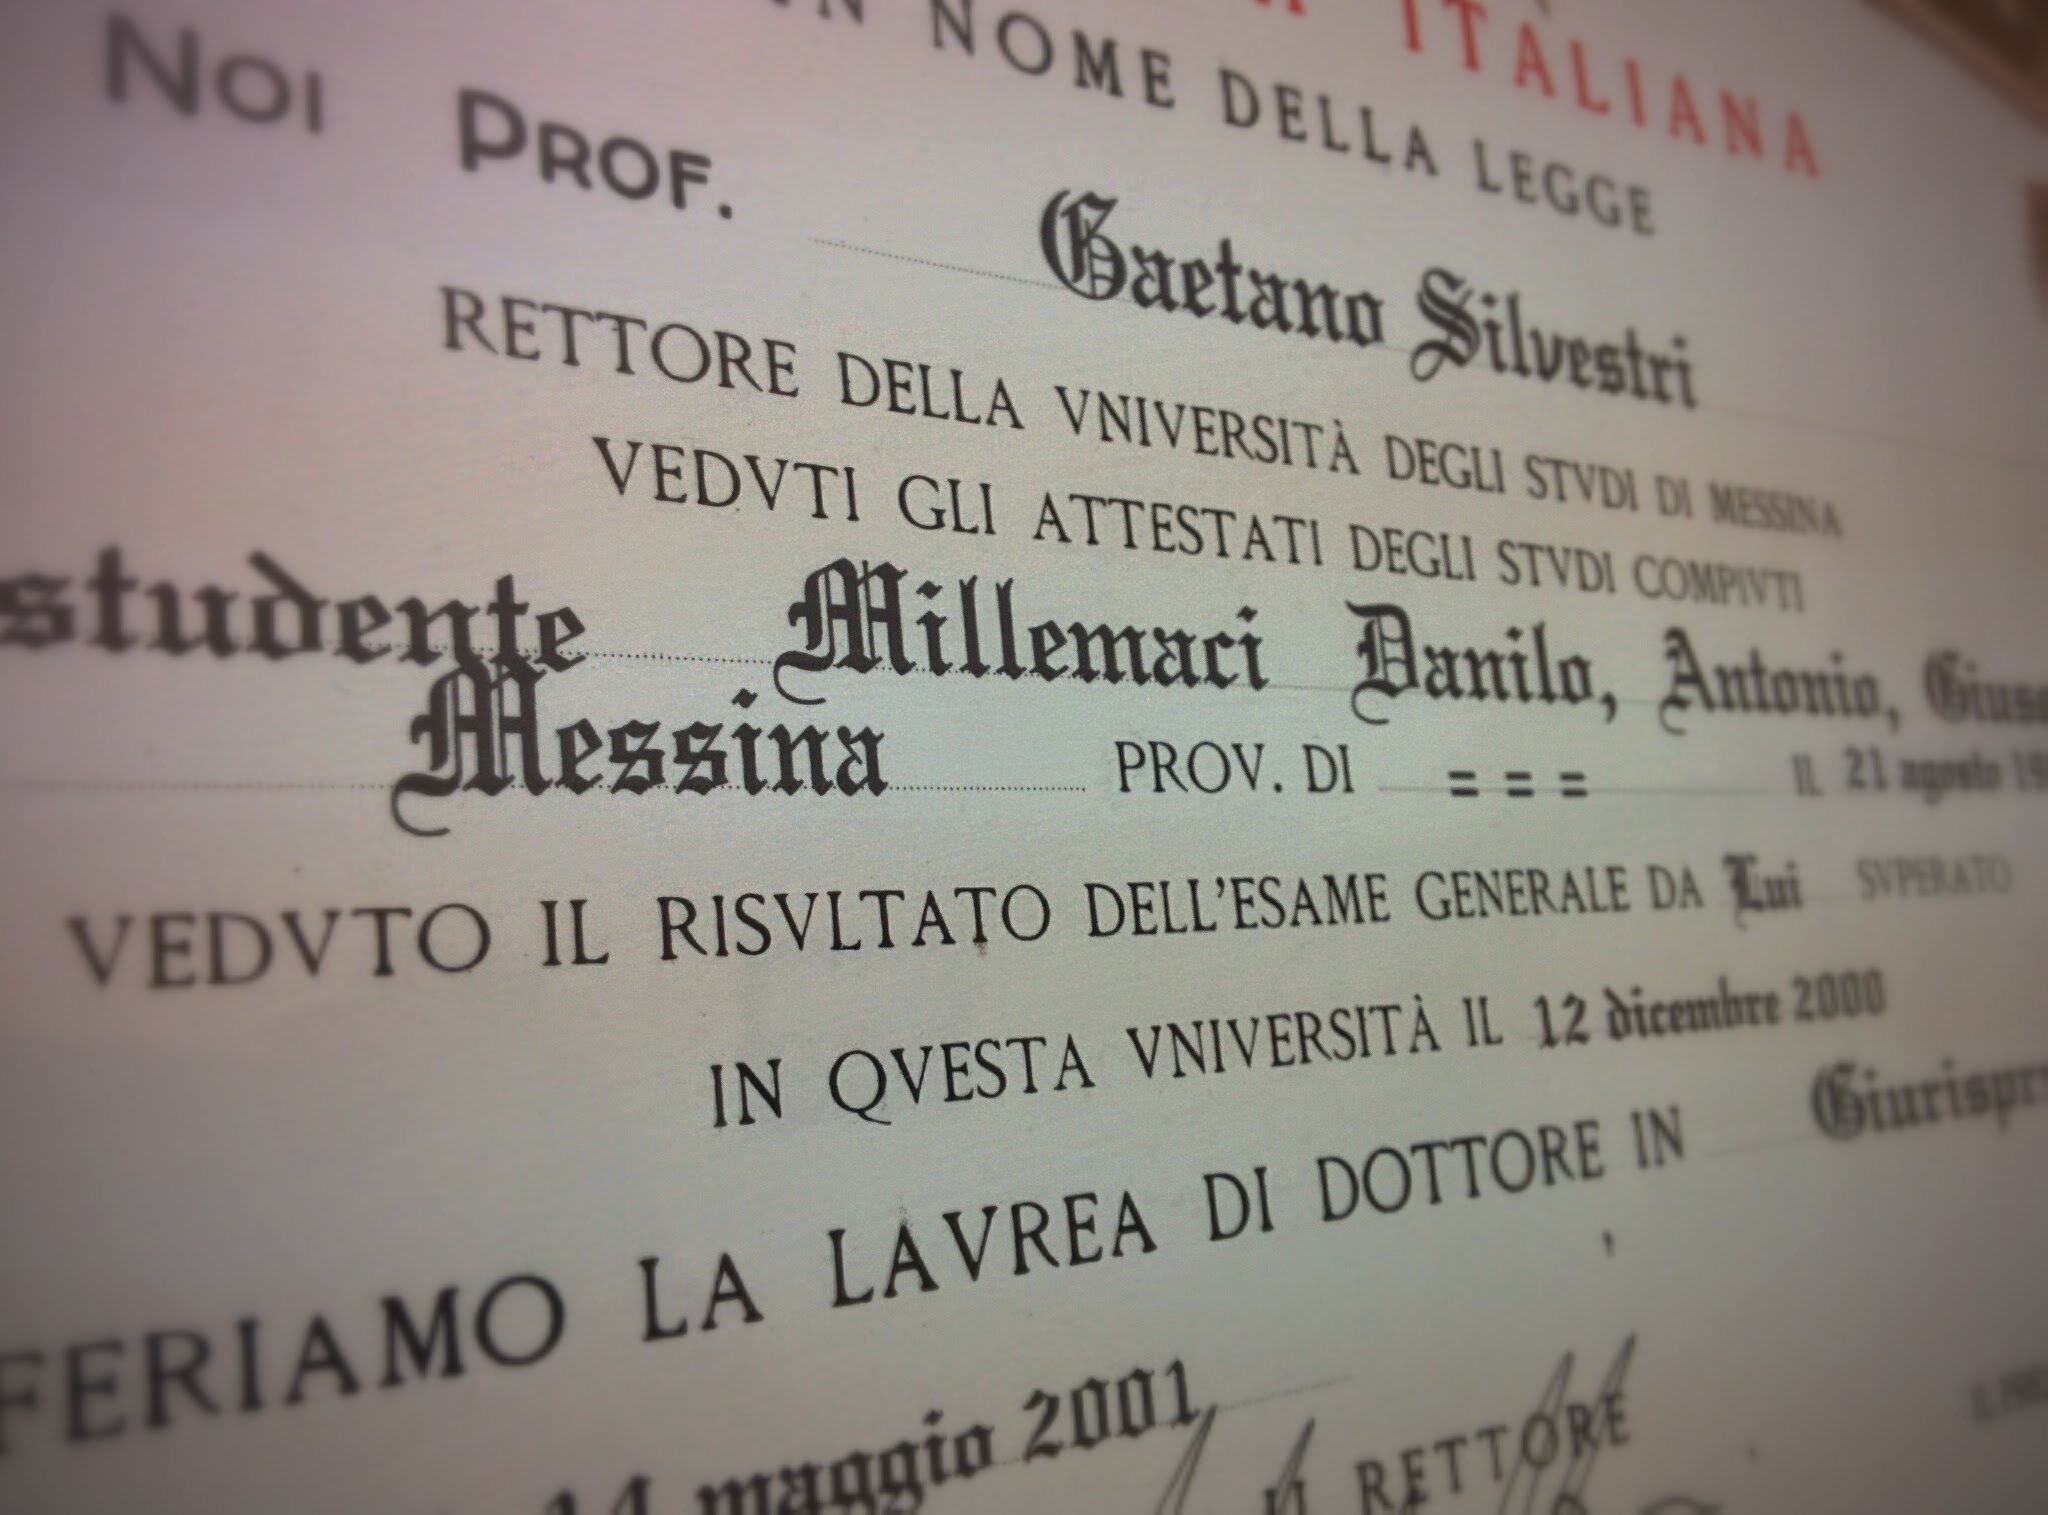 ITALIANA
IN NOME DELLA LEGGE
NOI PROF. Gaetano Silvestri
RETTORE DELLA VNIVERSITÀ DEGLI STVDI DI MESSINA
VEDVTI GLI ATTESTATI DEGLI STVDI COMPIVTI
studente Millemaci Danilo, Antonio,
Messina PROV. DI = = = IL 21 agosto
VEDVTO IL RISVLTATO DELL'ESAME GENERALE DA Lui SVPERATO
IN QVESTA VNIVERSITÀ IL 12 dicembre 2000
FERIAMO LA LAVREA DI DOTTORE IN
14 maggio 2001
IL RETTORE